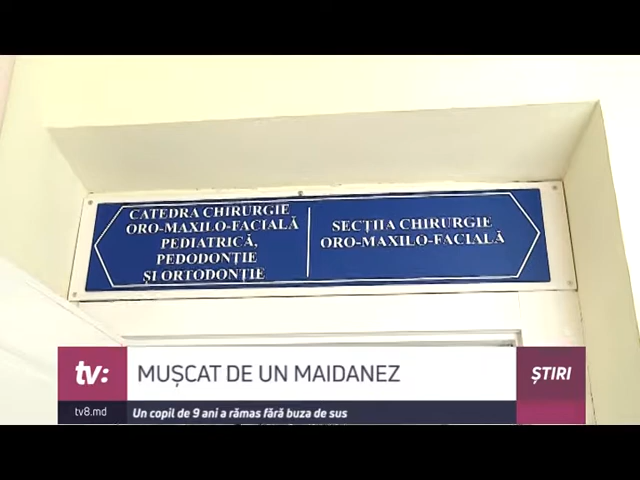 CATEDRA CHIRURGIE
ORO-MAXILO-FACIALĂ
PEDIATRICĂ,
PEDODONȚIE
ȘI ORTODONȚIE
SECȚIIA CHIRURGIE
ORO-MAXILO-FACIALĂ
tv:
MUȘCAT DE UN MAIDANEZ
ȘTIRI
tv8.md
Un copil de 9 ani a rămas fără buza de sus